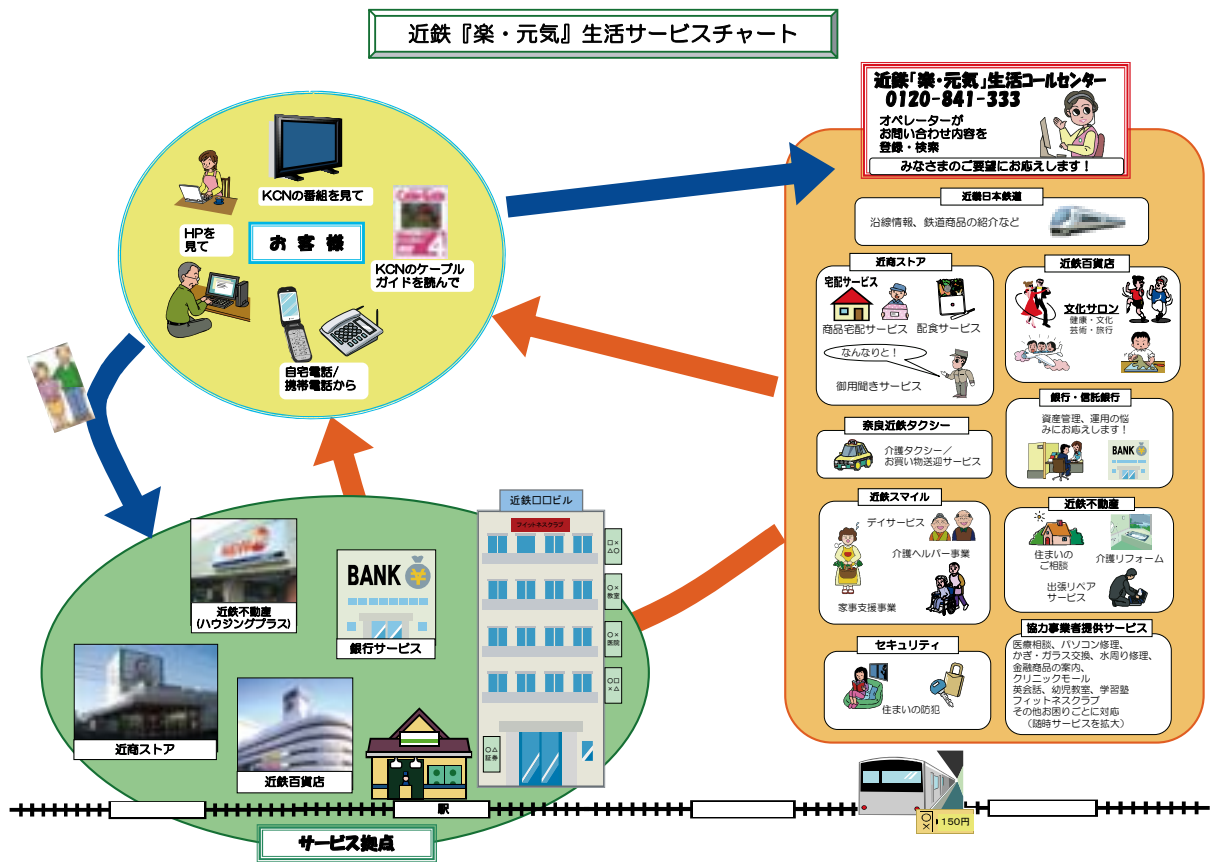 近鉄『楽・元気』生活サービスチャート
近鉄「楽・元気」生活コールセンター
0120-841-333
オペレーターが
お問い合わせ内容を
登録・検索
みなさまのご要望にお応えします！
KCNの番組を見て
HPを
見て
お客様
KCNのケーブル
ガイドを読んで
自宅電話/
携帯電話から
近畿日本鉄道
沿線情報、鉄道商品の紹介など
近商ストア
宅配サービス
商品宅配サービス
配食サービス
なんなりと！
御用聞きサービス
近鉄百貨店
文化サロン
健康・文化
芸術・旅行
銀行・信託銀行
資産管理、運用の悩
みにお応えします！
BANK
奈良近鉄タクシー
介護タクシー／
お買い物送迎サービス
近鉄スマイル
デイサービス
介護ヘルパー事業
家事支援事業
近鉄不動産
住まいの
ご相談
介護リフォーム
出張リペア
サービス
セキュリティ
住まいの防犯
協力事業者提供サービス
医療相談、パソコン修理、
かぎ・ガラス交換、水周り修理、
金融商品の案内、
クリニックモール
英会話、幼児教室、学習塾
フィットネスクラブ
その他お困りごとに対応
（随時サービスを拡大）
近鉄不動産
(ハウジングプラス)
BANK ¥
銀行サービス
近鉄口口ビル
フィットネスクラブ
□×
△○
○×
教室
○×
医院
○□
×△
○△
証券
近商ストア
近鉄百貨店
駅
サービス拠点
○×
150円